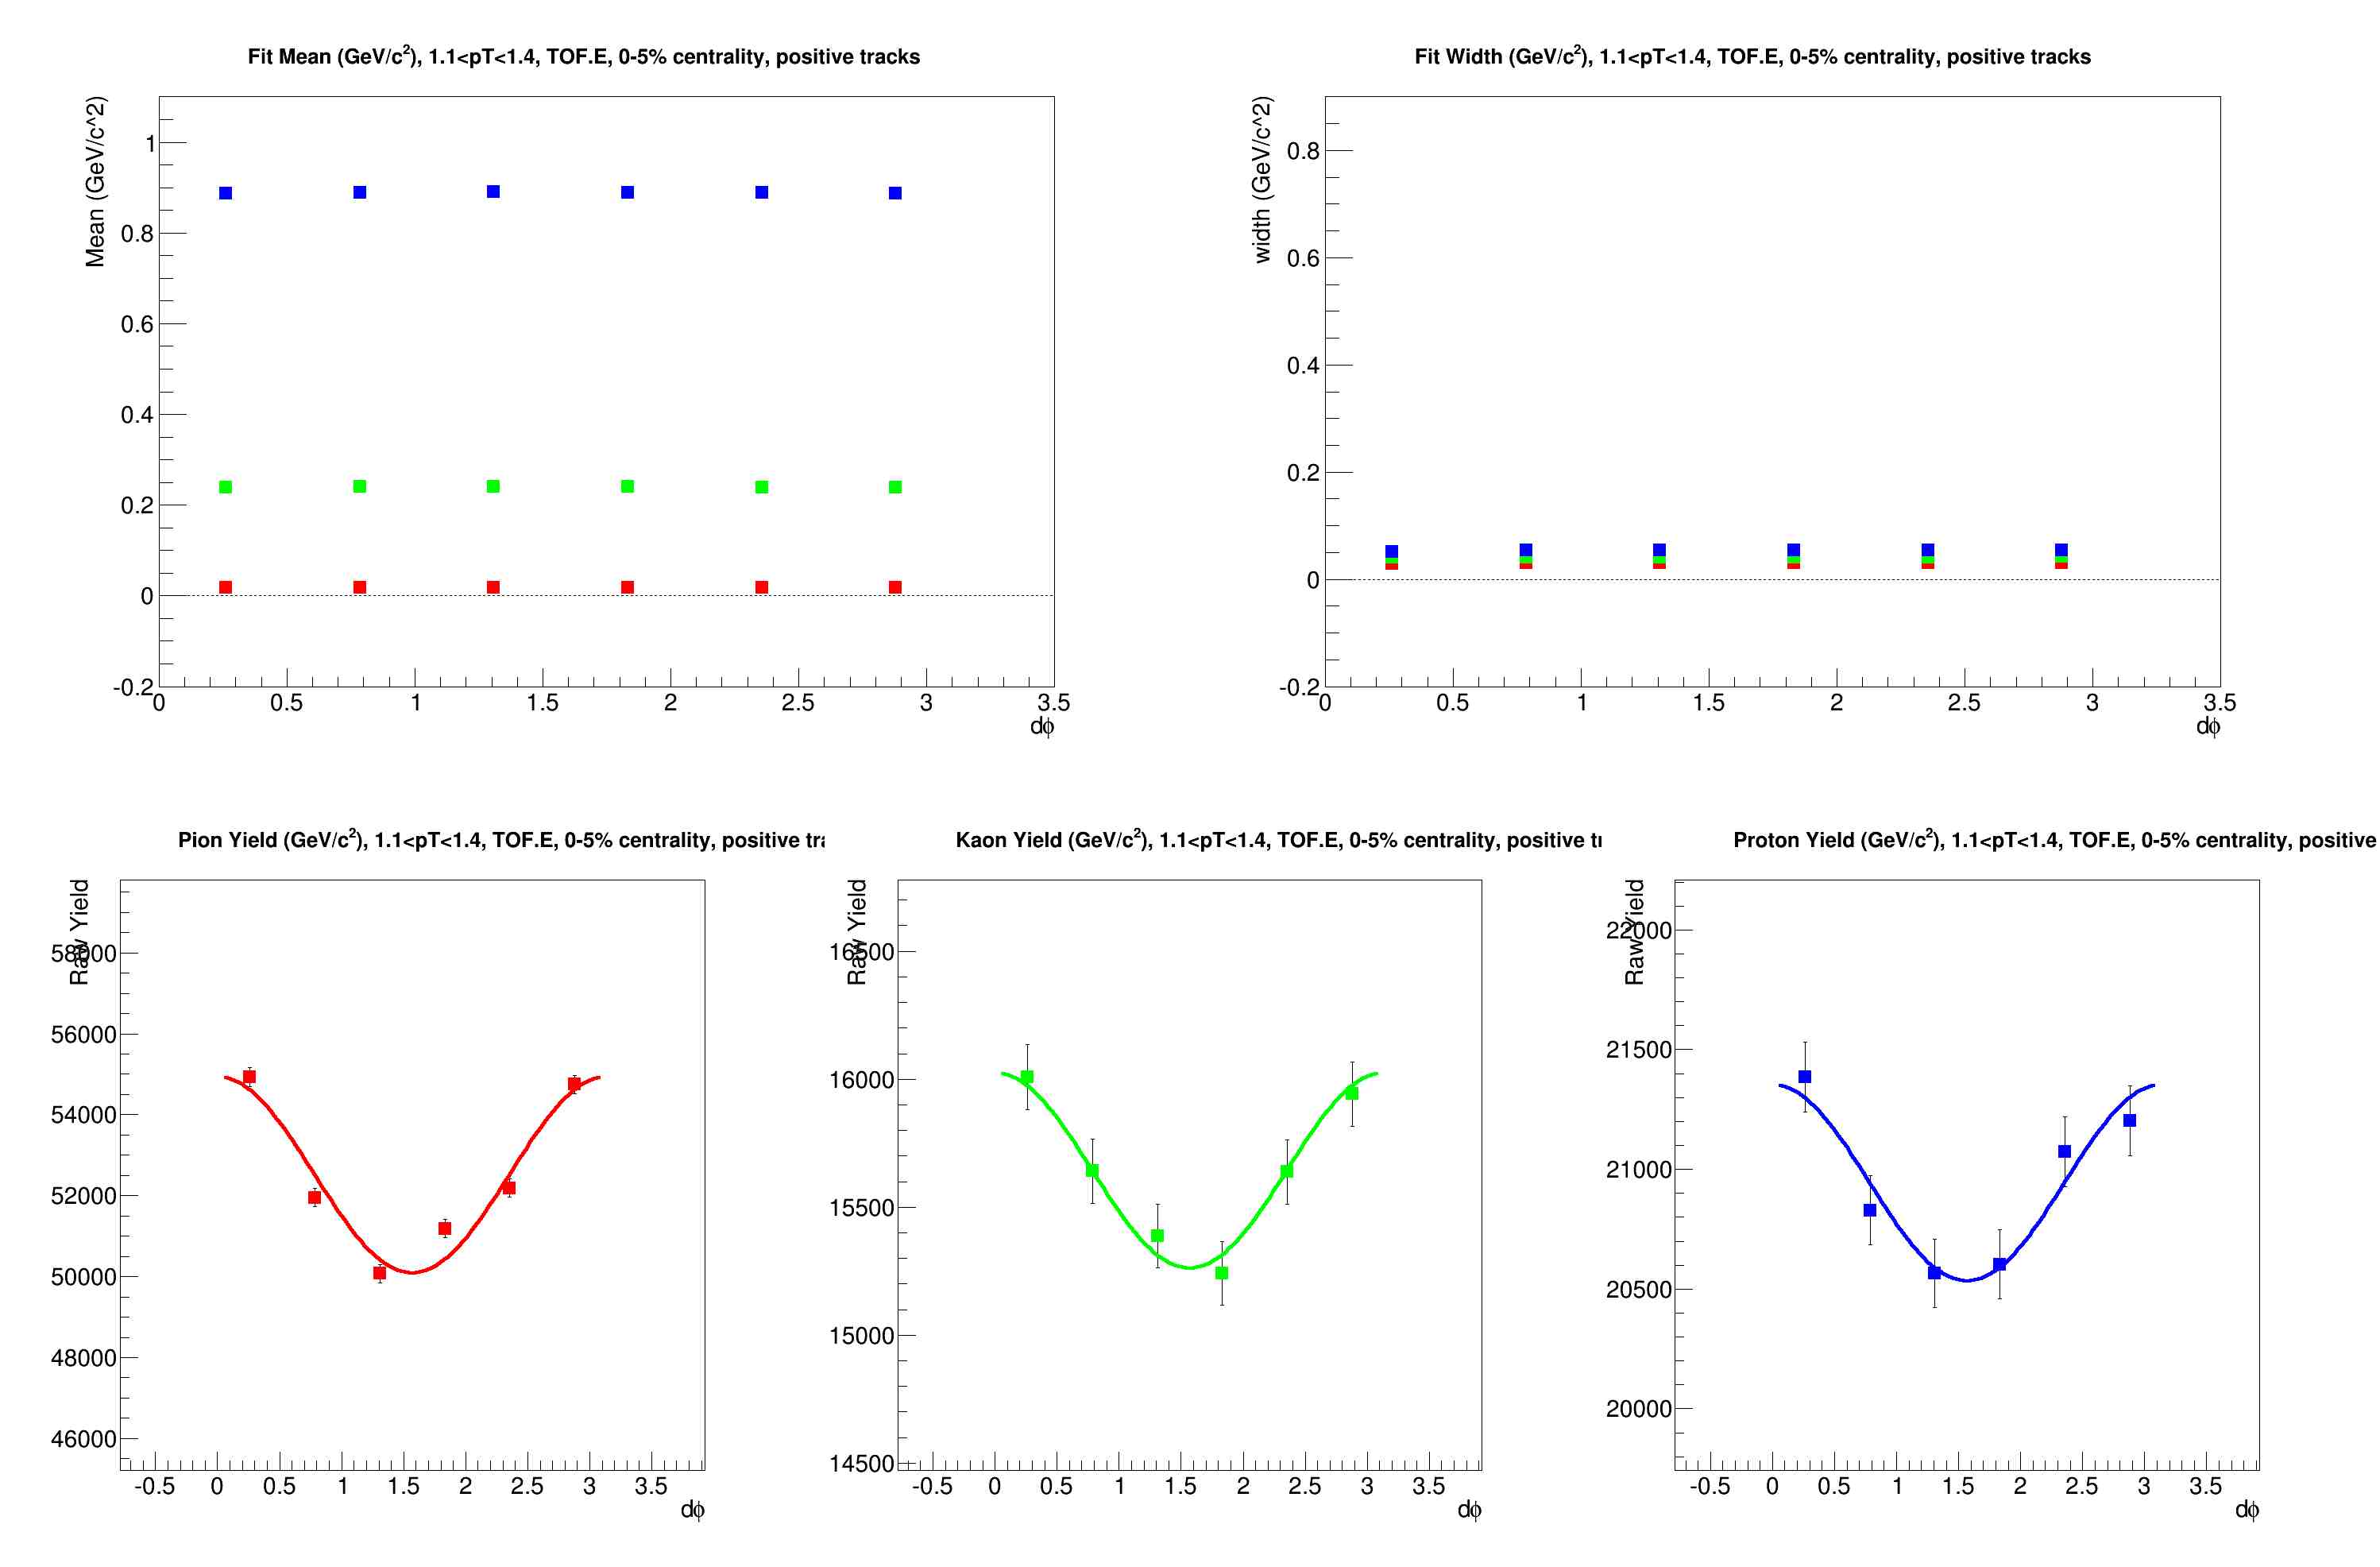 Fit Mean (GeV/c²), 1.1<pT<1.4, TOF.E, 0-5% centrality, positive tracks
Mean (GeV/c^2)
1
0.8
0.6
0.4
0.2
0
-0.2
0 0.5 1 1.5 2 2.5 3 3.5
dϕ
Fit Width (GeV/c²), 1.1<pT<1.4, TOF.E, 0-5% centrality, positive tracks
width (GeV/c^2)
0.8
0.6
0.4
0.2
0
-0.2
0 0.5 1 1.5 2 2.5 3 3.5
dϕ
Pion Yield (GeV/c²), 1.1<pT<1.4, TOF.E, 0-5% centrality, positive tra
Raw Yield
58000
56000
54000
52000
50000
48000
46000
-0.5 0 0.5 1 1.5 2 2.5 3 3.5
dϕ
Kaon Yield (GeV/c²), 1.1<pT<1.4, TOF.E, 0-5% centrality, positive tr
Raw Yield
16500
16000
15500
15000
14500
-0.5 0 0.5 1 1.5 2 2.5 3 3.5
dϕ
Proton Yield (GeV/c²), 1.1<pT<1.4, TOF.E, 0-5% centrality, positive
Raw Yield
22000
21500
21000
20500
20000
-0.5 0 0.5 1 1.5 2 2.5 3 3.5
dϕ